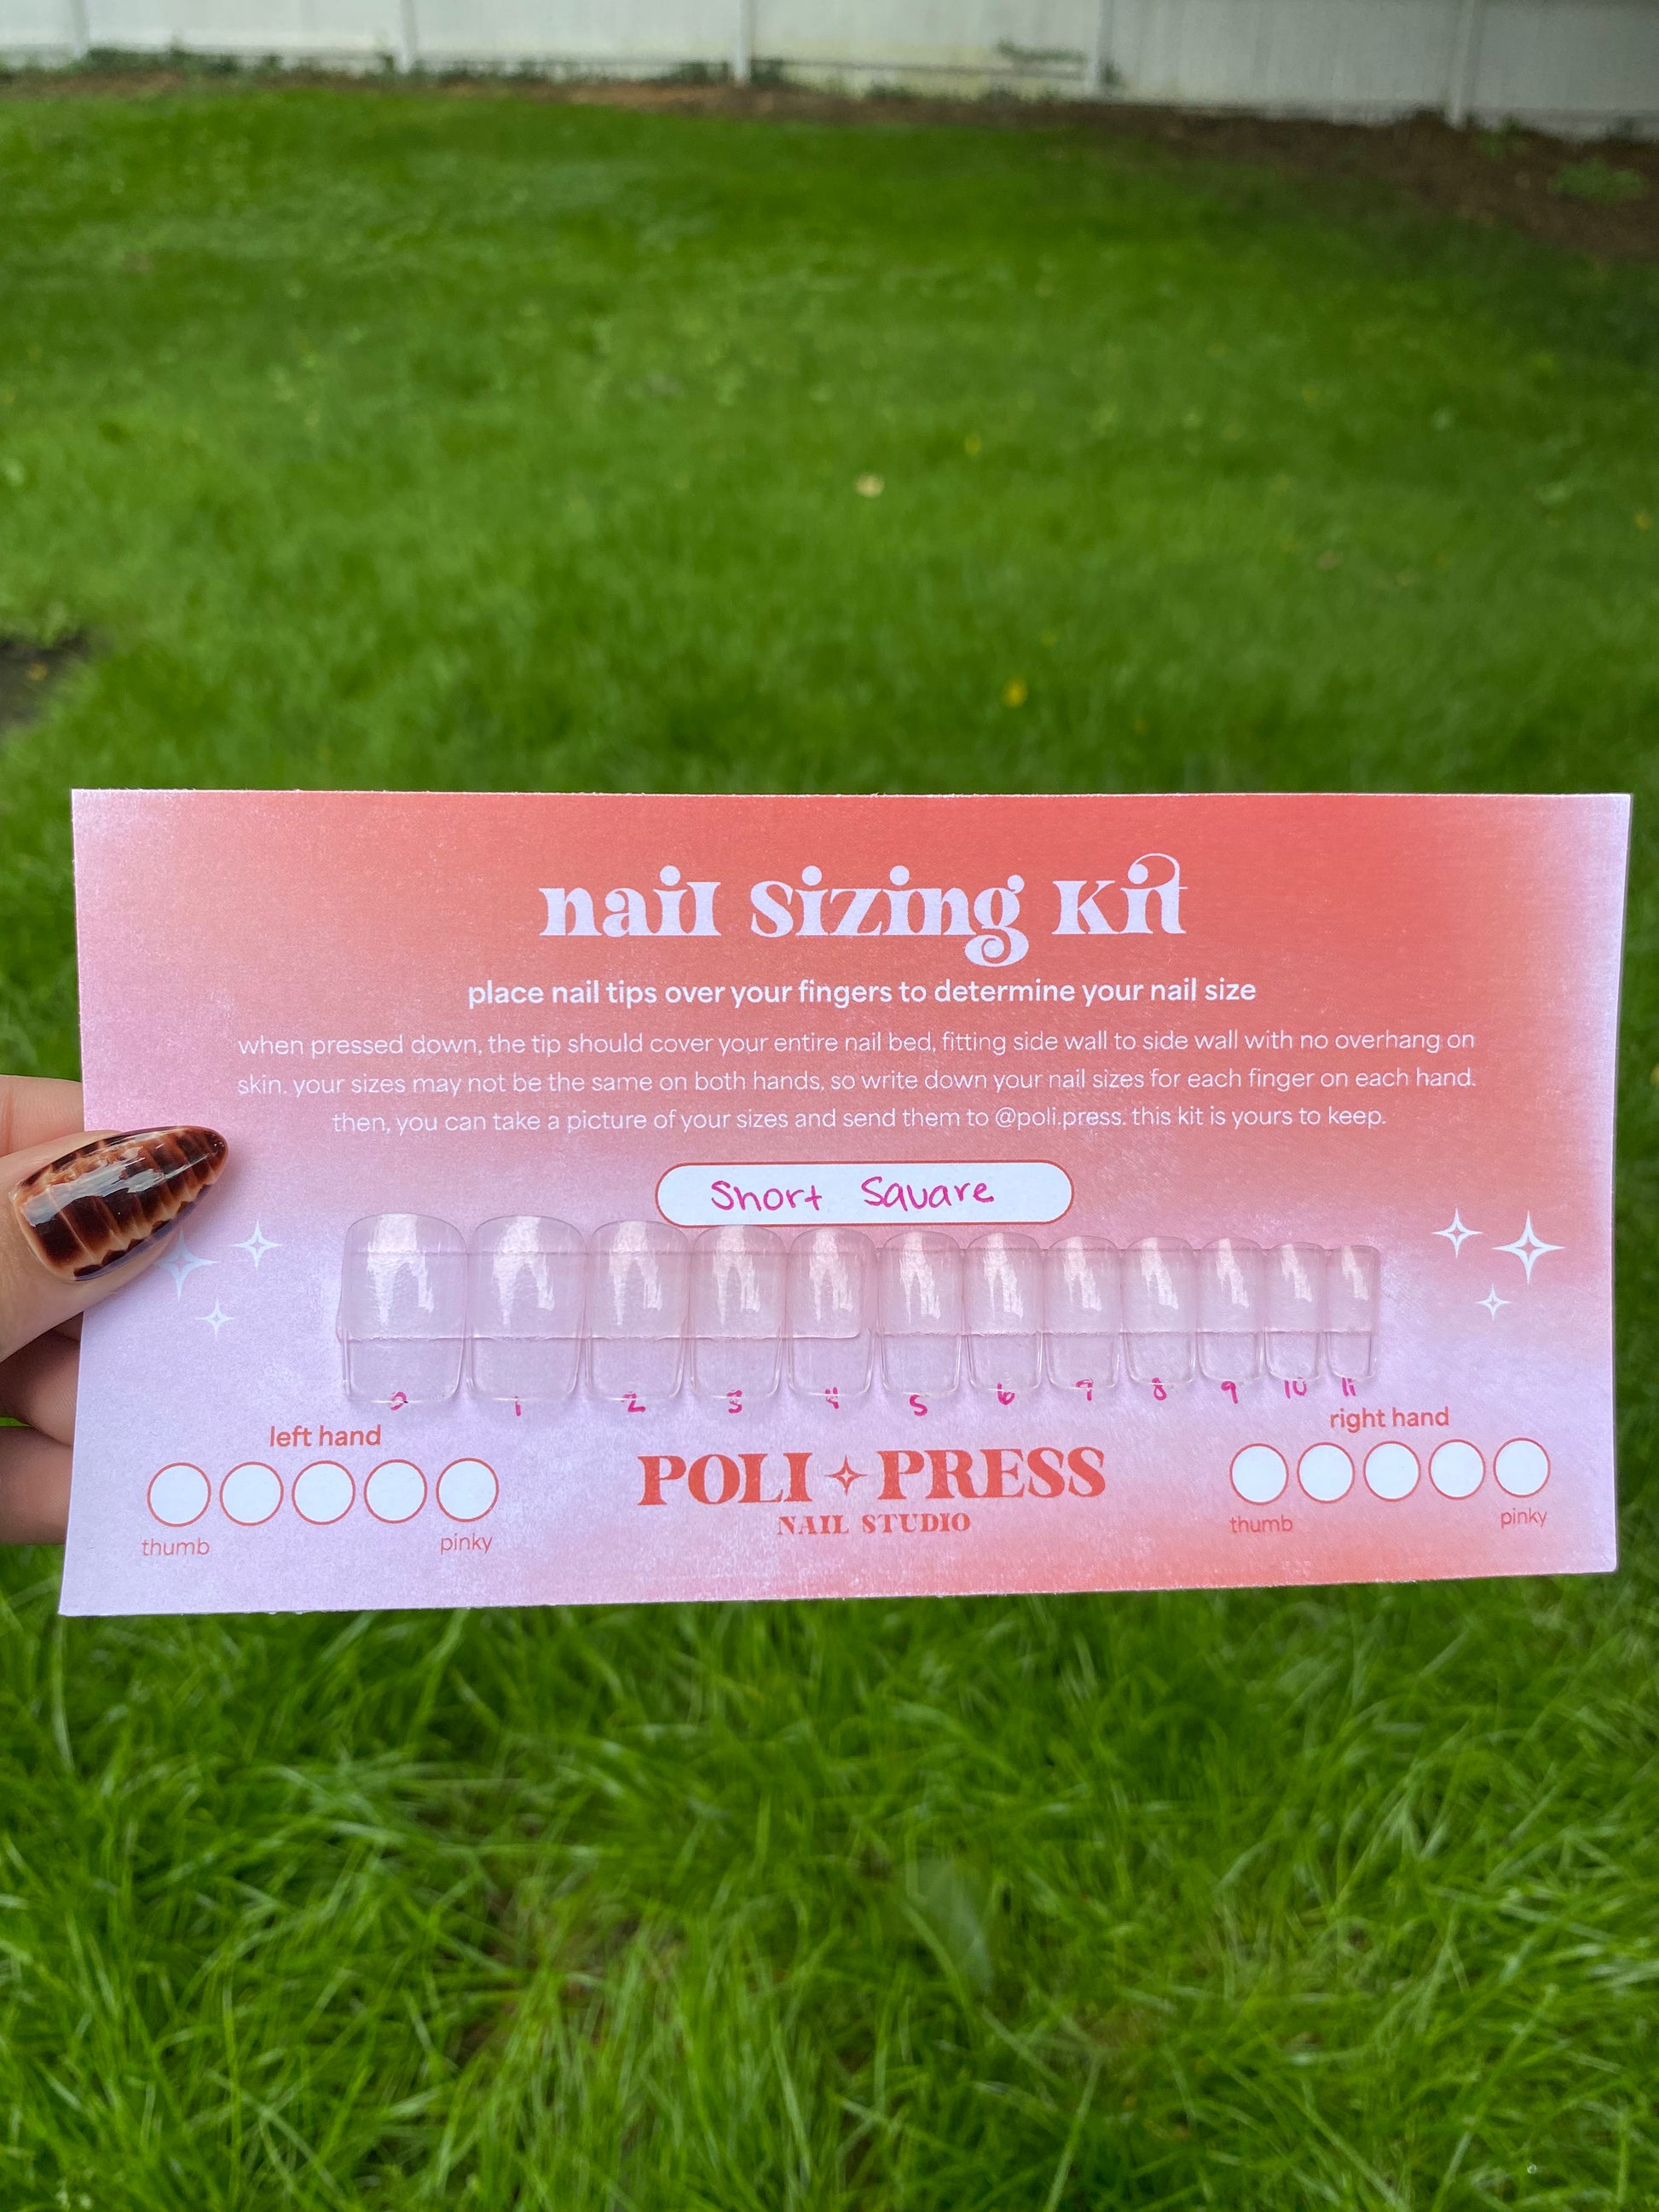 nail sizing kit
place nail tips over your fingers to determine your nail size
when pressed down, the tip should cover your entire nail bed, fitting side wall to side wall with no overhang on
skin. your sizes may not be the same on both hands, so write down your nail sizes for each finger on each hand.
then, you can take a picture of your sizes and send them to @poli.press. this kit is yours to keep.
Short Square
0 1 2 3 4 5 6 7 8 9 10 11
left hand
thumb pinky
POLI PRESS
NAIL STUDIO
right hand
thumb pinky